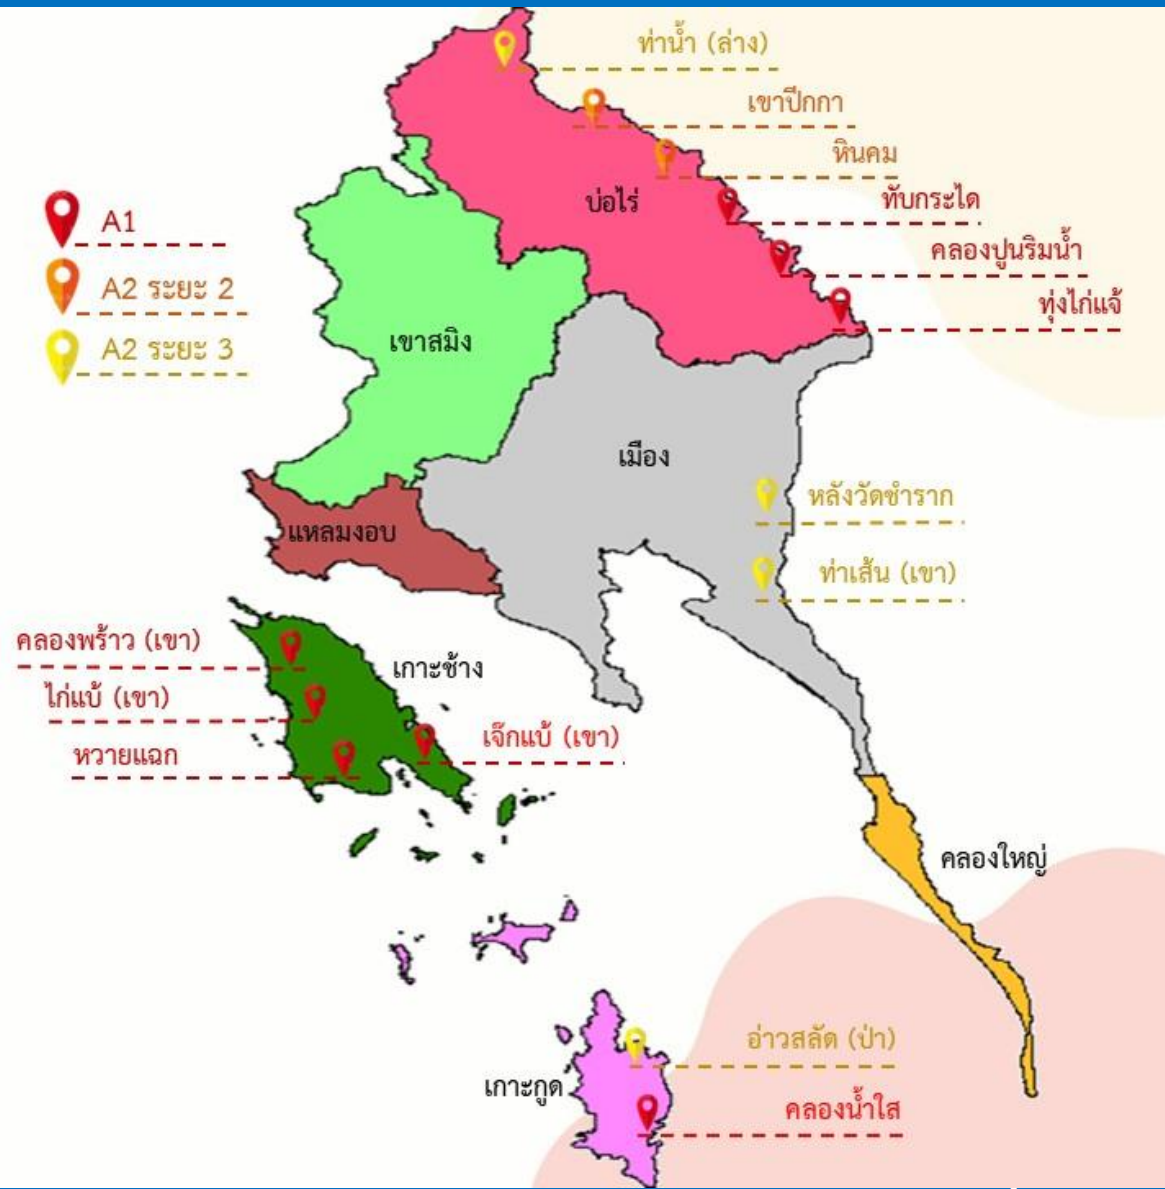 ท่าน้ำ (ล่าง)
เขาปีกกา
หินคม
บ่อไร่
ทับกระได
A1
คลองปูนริมน้ำ
A2 ระยะ 2
ทุ่งไก่แจ้
A2 ระยะ 3
เขาสมิง
เมือง
หลังวัดชำราก
แหลมงอบ
ท่าเส้น (เขา)
คลองพร้าว (เขา)
เกาะช้าง
ไก่แบ้ (เขา)
เจ๊กแบ้ (เขา)
หวายแฉก
คลองใหญ่
อ่าวสลัด (ป่า)
เกาะกูด
คลองน้ำใส